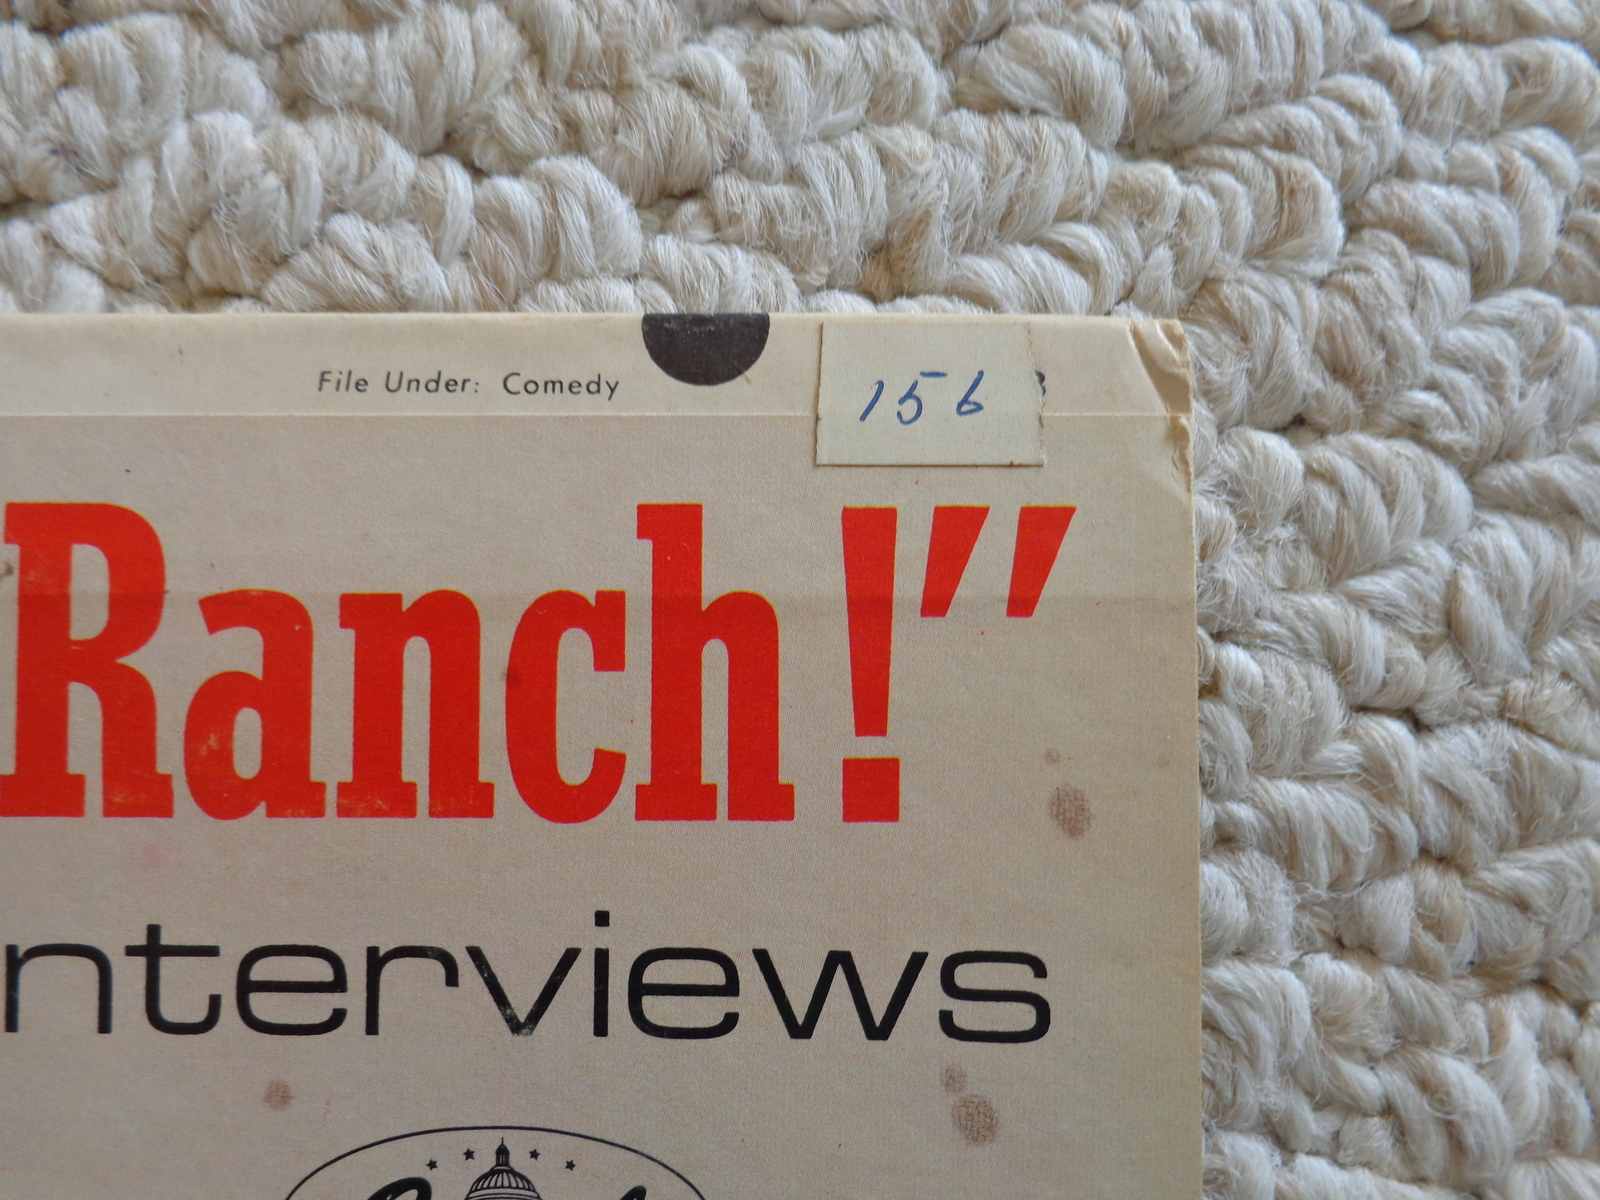 File Under: Comedy
156
Ranch!"
nterviews